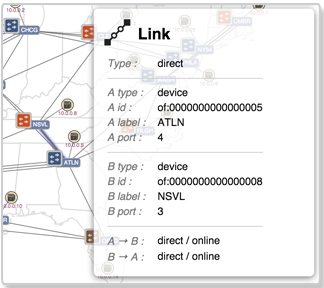 10.0.0.2
CHCG
Link
Type : direct
A type : device
A id : of:0000000000000005
A label : ATLN
A port : 4
B type : device
B id : of:0000000000000008
B label : NSVL
B port : 3
A → B : direct / online
B → A : direct / online
10.0.0.8
NSVL
10.0.0.5
ATLN